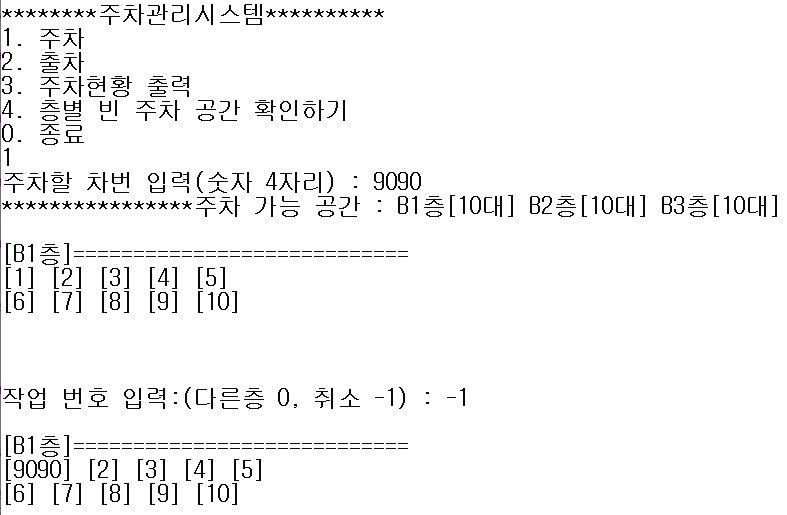 ********주차관리시스템**********
1. 주차
2. 출차
3. 주차현황 출력
4. 층별 빈 주차 공간 확인하기
0. 종료
1
주차할 차번 입력(숫자 4자리) : 9090
****************주차 가능 공간 : B1층[10대] B2층[10대] B3층[10대]
[B1층]============================
[1] [2] [3] [4] [5]
[6] [7] [8] [9] [10]
작업 번호 입력:(다른층 0, 취소 -1) : -1
[B1층]============================
[9090] [2] [3] [4] [5]
[6] [7] [8] [9] [10]